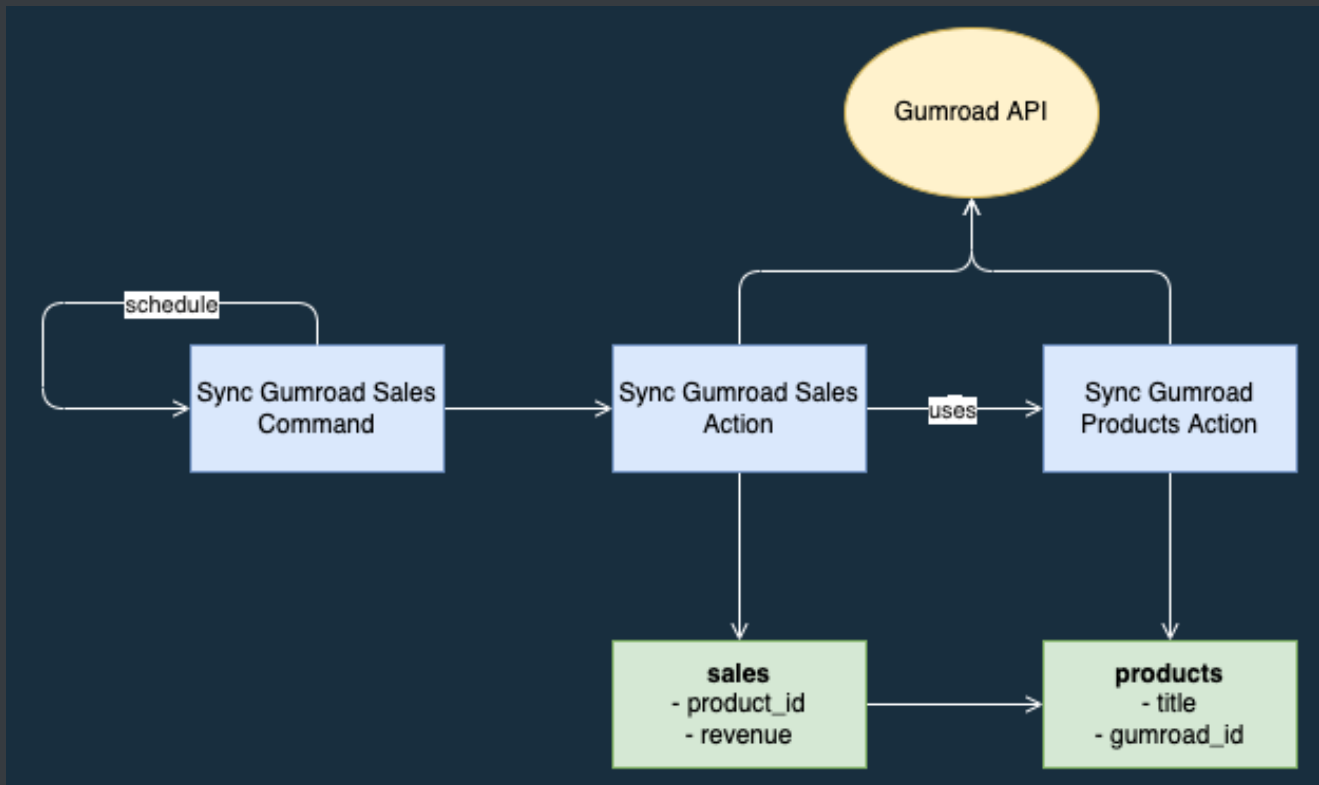 Gumroad API
schedule
Sync Gumroad Sales
Command
Sync Gumroad Sales
Action
uses
Sync Gumroad
Products Action
sales
- product_id
- revenue
products
- title
- gumroad_id